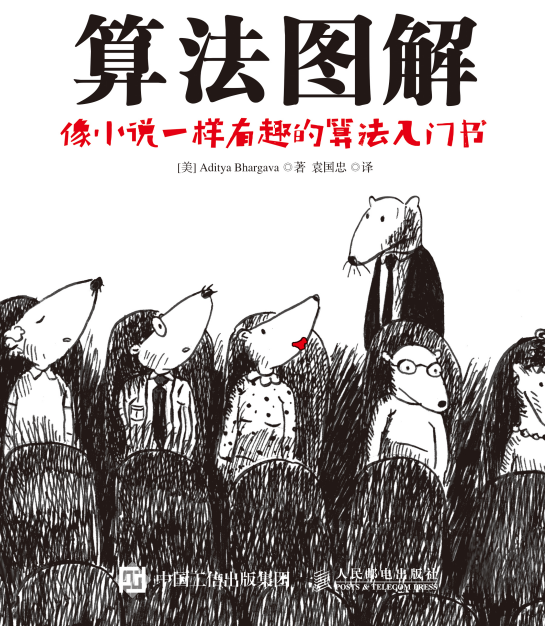 算法图解
像小说一样有趣的算法入门书
[美] Aditya Bhargava ◎著 袁国忠 ◎译
中国工信出版集团 人民邮电出版社
POSTS & TELECOM PRESS